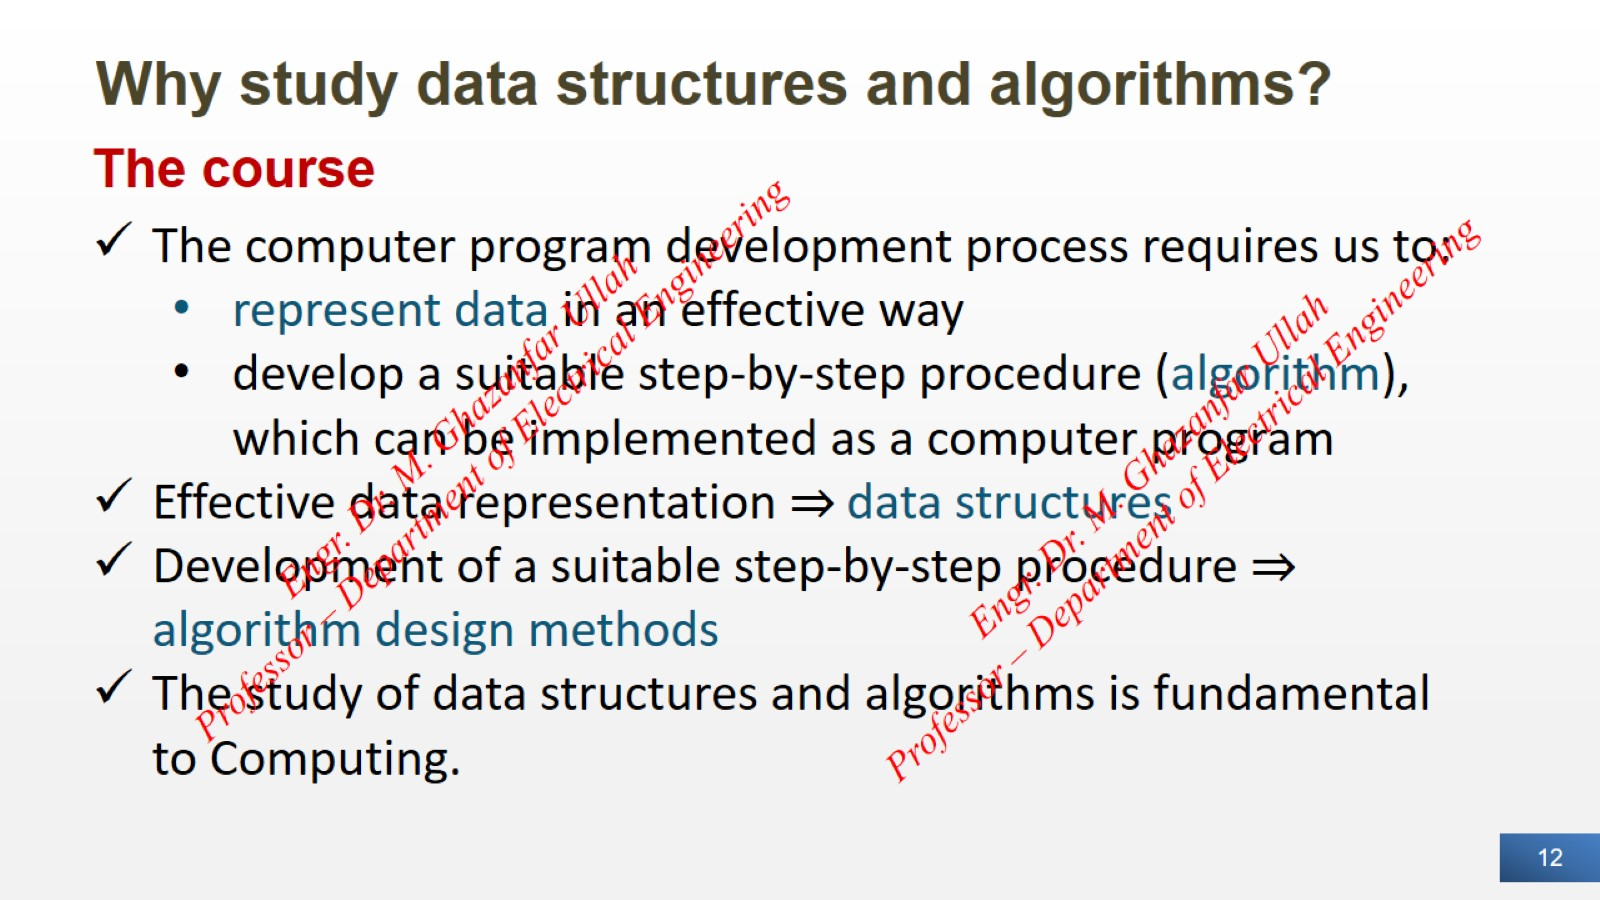 Why study data structures and algorithms?
The course
✓ The computer program development process requires us to:
• represent data in an effective way
• develop a suitable step-by-step procedure (algorithm),
which can be implemented as a computer program
✓ Effective data representation ⇒ data structures
✓ Development of a suitable step-by-step procedure ⇒
algorithm design methods
✓ The study of data structures and algorithms is fundamental
to Computing.
Engr. Dr. M. Ghazanfar Ullah
Professor – Department of Electrical Engineering
Engr. Dr. M. Ghazanfar Ullah
Professor – Department of Electrical Engineering
12